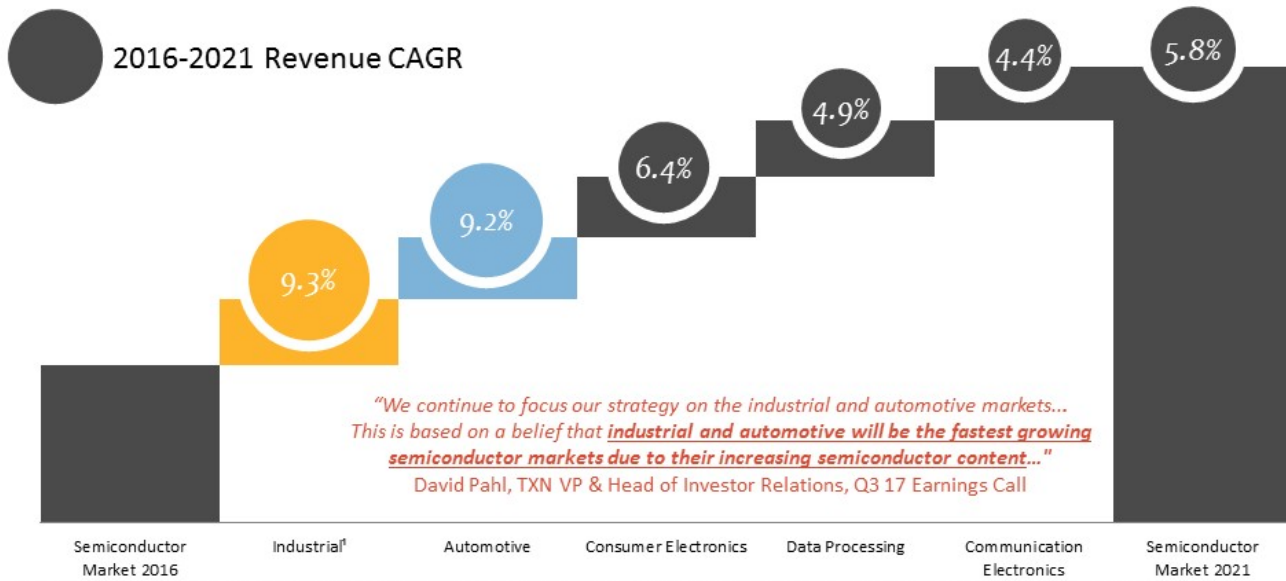 2016-2021 Revenue CAGR
9.3%
9.2%
6.4%
4.9%
4.4%
5.8%
“We continue to focus our strategy on the industrial and automotive markets...
This is based on a belief that industrial and automotive will be the fastest growing
semiconductor markets due to their increasing semiconductor content..."
David Pahl, TXN VP & Head of Investor Relations, Q3 17 Earnings Call
Semiconductor
Market 2016
Industrial¹
Automotive
Consumer Electronics
Data Processing
Communication
Electronics
Semiconductor
Market 2021